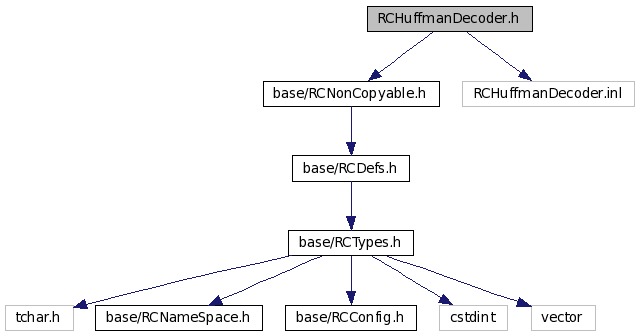 RCHuffmanDecoder.h
base/RCNonCopyable.h
RCHuffmanDecoder.inl
base/RCDefs.h
base/RCTypes.h
tchar.h
base/RCNameSpace.h
base/RCConfig.h
cstdint
vector